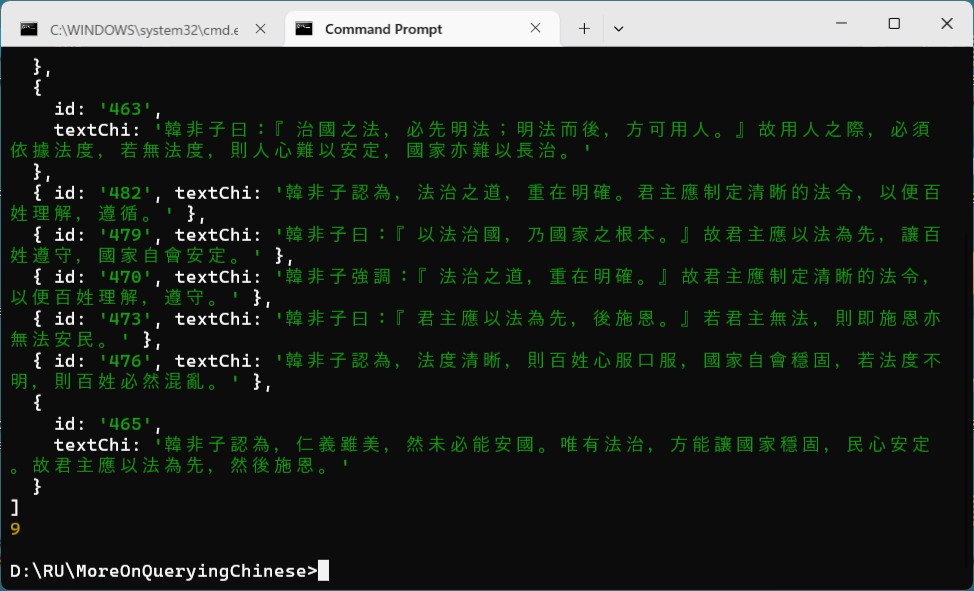 C:\WINDOWS\system32\cmd.e
Command Prompt
},
{
id: '463',
textChi: '韓非子曰：『 治國之法, 必先明法；明法而後, 方可用人。』故用人之際, 必須
依據法度, 若無法度, 則人心難以安定, 國家亦難以長治。'
},
{ id: '482', textChi: '韓非子認為, 法治之道, 重在明確。君主應制定清晰的法令, 以便百
姓理解, 遵循。' },
{ id: '479', textChi: '韓非子曰：『 以法治國, 乃國家之根本。』故君主應以法為先, 讓百
姓遵守, 國家自會安定。' },
{ id: '470', textChi: '韓非子強調：『 法治之道, 重在明確。』故君主應制定清晰的法令,
以便百姓理解, 遵守。' },
{ id: '473', textChi: '韓非子曰：『 君主應以法為先, 後施恩。』若君主無法, 則即施恩亦
無法安民。' },
{ id: '476', textChi: '韓非子認為, 法度清晰, 則百姓心服口服, 國家自會穩固, 若法度不
明, 則百姓必然混亂。' },
{
id: '465',
textChi: '韓非子認為, 仁義雖美, 然未必能安國。唯有法治, 方能讓國家穩固, 民心安定
。故君主應以法為先, 然後施恩。'
}
]
9
D:\RU\MoreOnQueryingChinese>